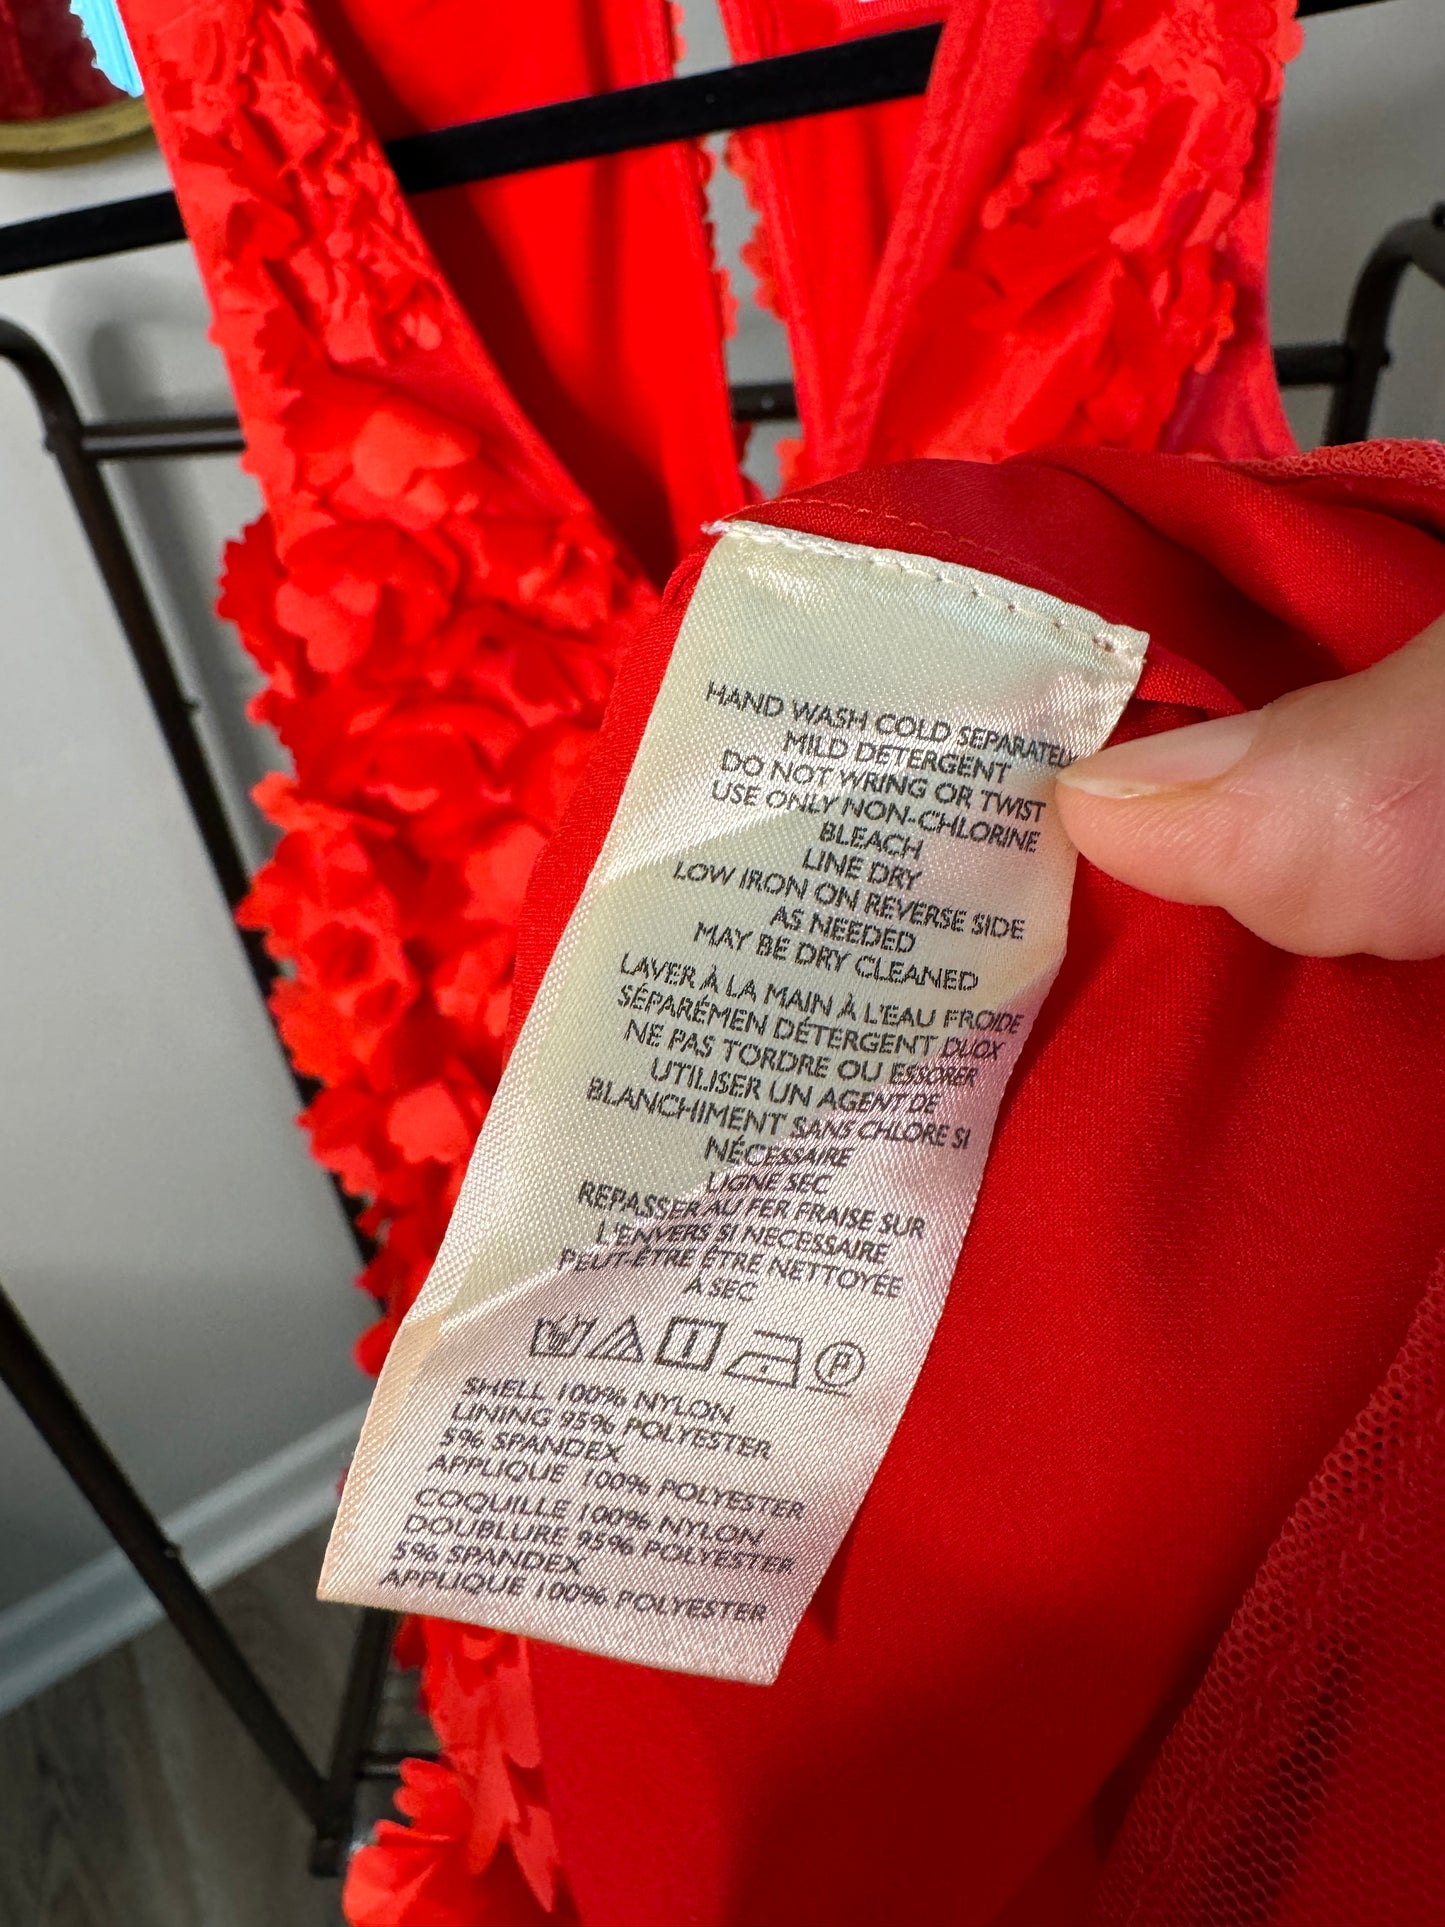 HAND WASH COLD SEPARATELY
MILD DETERGENT
DO NOT WRING OR TWIST
USE ONLY NON-CHLORINE
BLEACH
LINE DRY
LOW IRON ON REVERSE SIDE
AS NEEDED
MAY BE DRY CLEANED
LAVER À LA MAIN À L'EAU FROIDE
SÉPARÉMEN DÉTERGENT DUOX
NE PAS TORDRE OU ESSORER
UTILISER UN AGENT DE
BLANCHIMENT SANS CHLORE SI
NÉCESSAIRE
LIGNE SEC
REPASSER AU FER FRAISE SUR
L'ENVERS SI NECESSAIRE
PEUT-ÊTRE ÊTRE NETTOYEE
A SEC
P
SHELL 100% NYLON
LINING 95% POLYESTER
5% SPANDEX
APPLIQUE 100% POLYESTER
COQUILLE 100% NYLON
DOUBLURE 95% POLYESTER
5% SPANDEX
APPLIQUE 100% POLYESTER